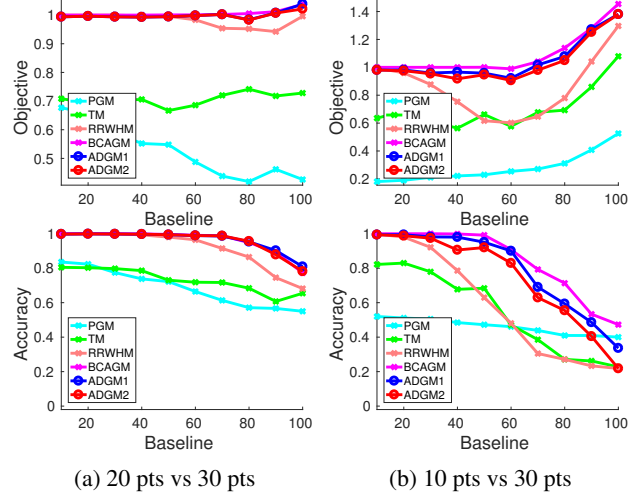 Objective
1
0.9
0.8
0.7
0.6
0.5
PGM
TM
RRWHM
BCAGM
ADGM1
ADGM2
20 40 60 80 100
Baseline
Objective
1.4
1.2
1
0.8
0.6
0.4
0.2
PGM
TM
RRWHM
BCAGM
ADGM1
ADGM2
20 40 60 80 100
Baseline
Accuracy
1
0.8
0.6
0.4
0.2
0
PGM
TM
RRWHM
BCAGM
ADGM1
ADGM2
20 40 60 80 100
Baseline
Accuracy
1
0.8
0.6
0.4
0.2
0
PGM
TM
RRWHM
BCAGM
ADGM1
ADGM2
20 40 60 80 100
Baseline
(a) 20 pts vs 30 pts
(b) 10 pts vs 30 pts